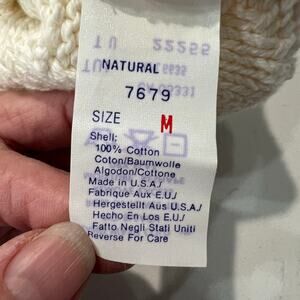 NATURAL
7679
SIZE M
Shell:
100% Cotton
Coton/Baumwolle
Algodon/Cottone
Made in U.S.A./
Fabrique Aux E.U./
Hergestellt Aus U.S.A./
Hecho En Los E.U./
Fatto Negli Stati Uniti
Reverse For Care